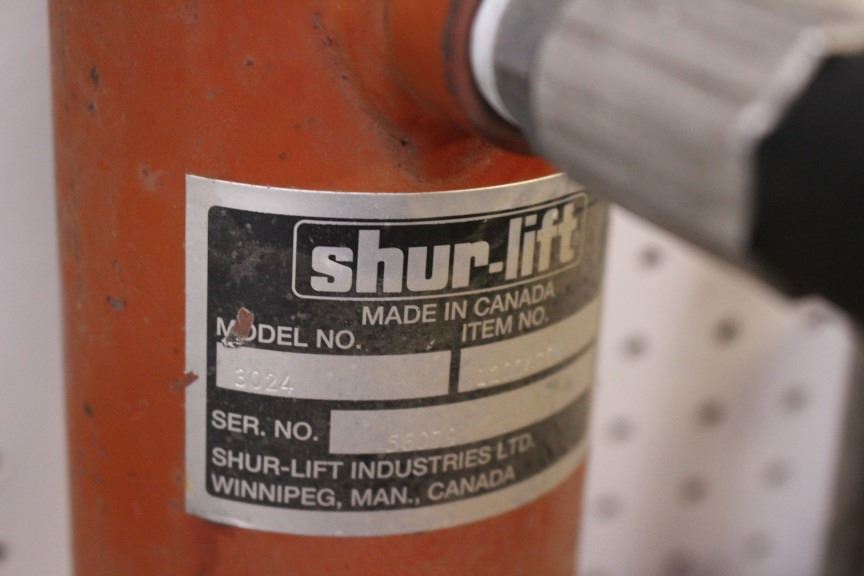 shur-lift
MADE IN CANADA
MODEL NO. ITEM NO.
3024
SER. NO.
SHUR-LIFT INDUSTRIES LTD.
WINNIPEG, MAN., CANADA